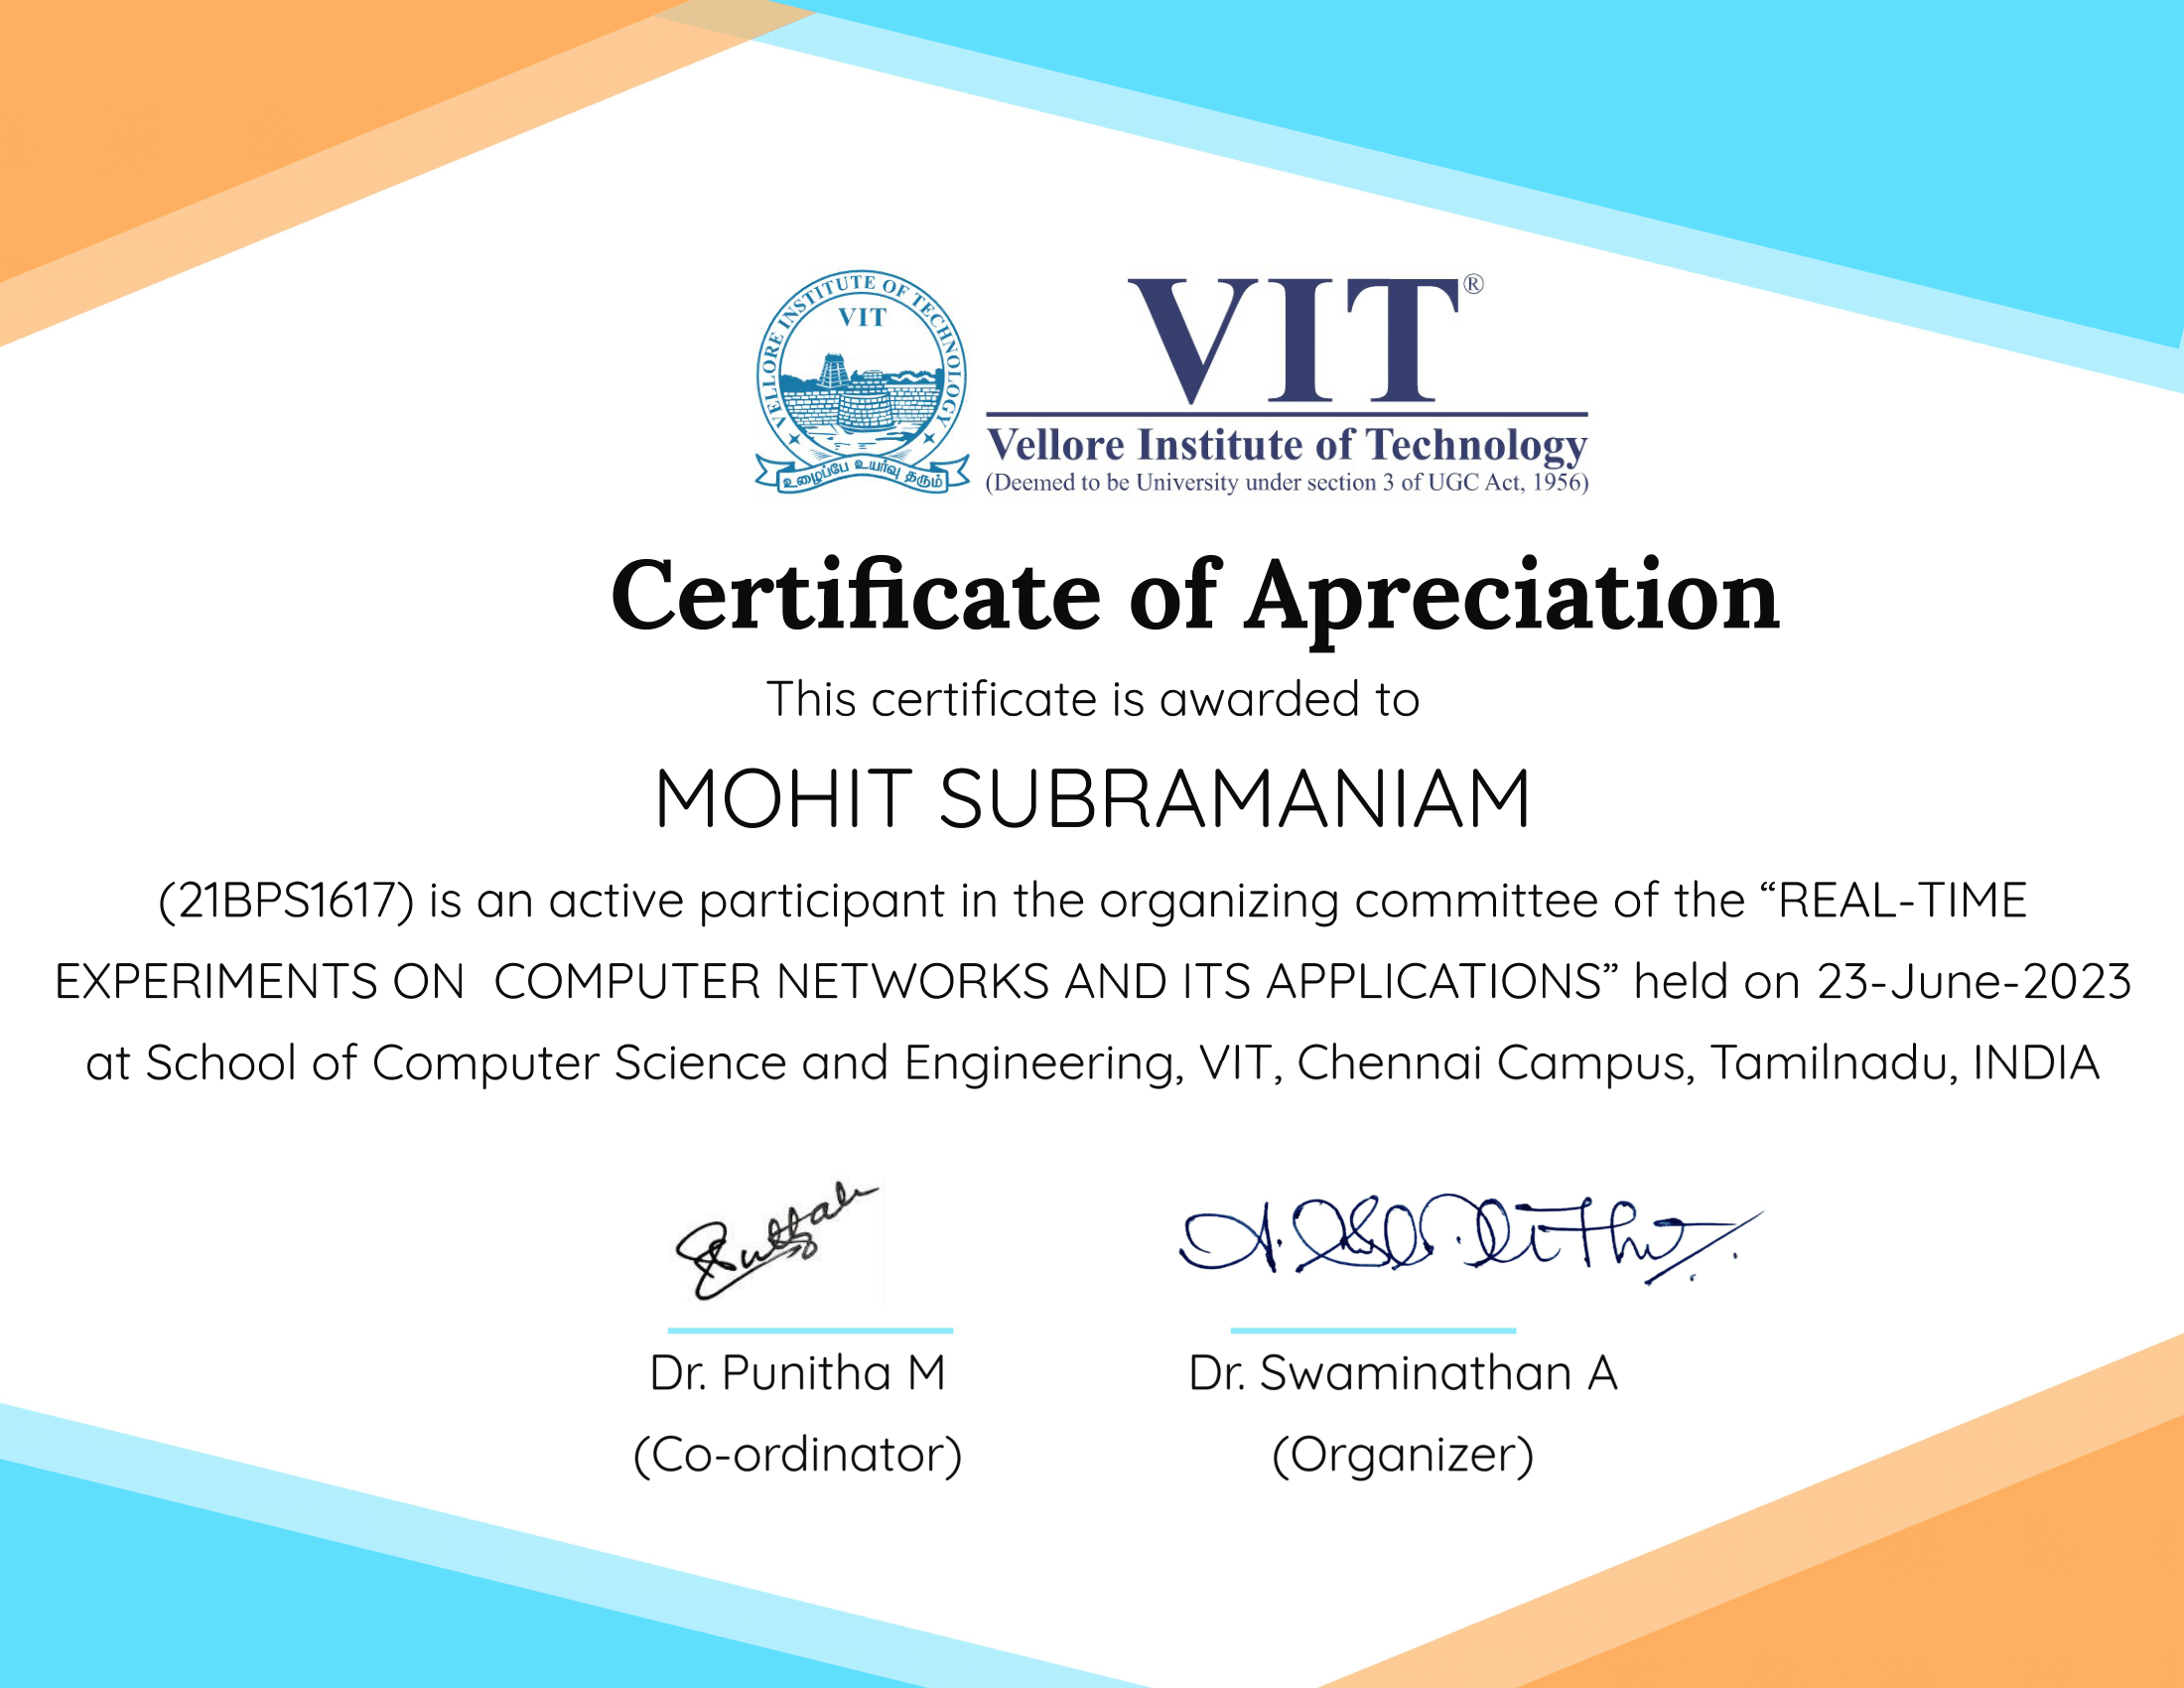 VELLORE INSTITUTE OF TECHNOLOGY
VIT
உழைப்பே உயர்வு தரும்
VIT®
Vellore Institute of Technology
(Deemed to be University under section 3 of UGC Act, 1956)
Certificate of Apreciation
This certificate is awarded to
MOHIT SUBRAMANIAM
(21BPS1617) is an active participant in the organizing committee of the “REAL-TIME
EXPERIMENTS ON  COMPUTER NETWORKS AND ITS APPLICATIONS” held on 23-June-2023
at School of Computer Science and Engineering, VIT, Chennai Campus, Tamilnadu, INDIA
Dr. Punitha M
Dr. Swaminathan A
(Co-ordinator)
(Organizer)